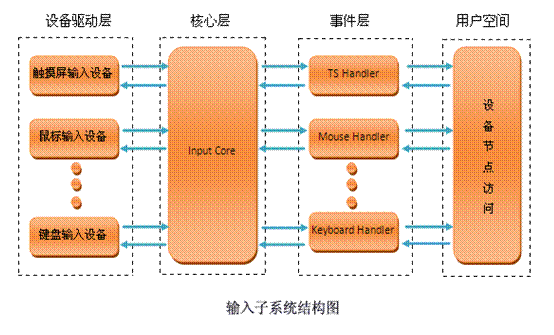 设备驱动层
核心层
事件层
用户空间
触摸屏输入设备
鼠标输入设备
键盘输入设备
Input Core
TS Handler
Mouse Handler
Keyboard Handler
设备节点访问
输入子系统结构图